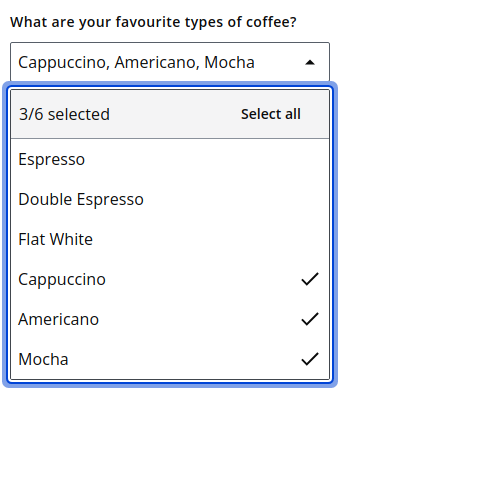 What are your favourite types of coffee?
Cappuccino, Americano, Mocha
3/6 selected Select all
Espresso
Double Espresso
Flat White
Cappuccino
Americano
Mocha